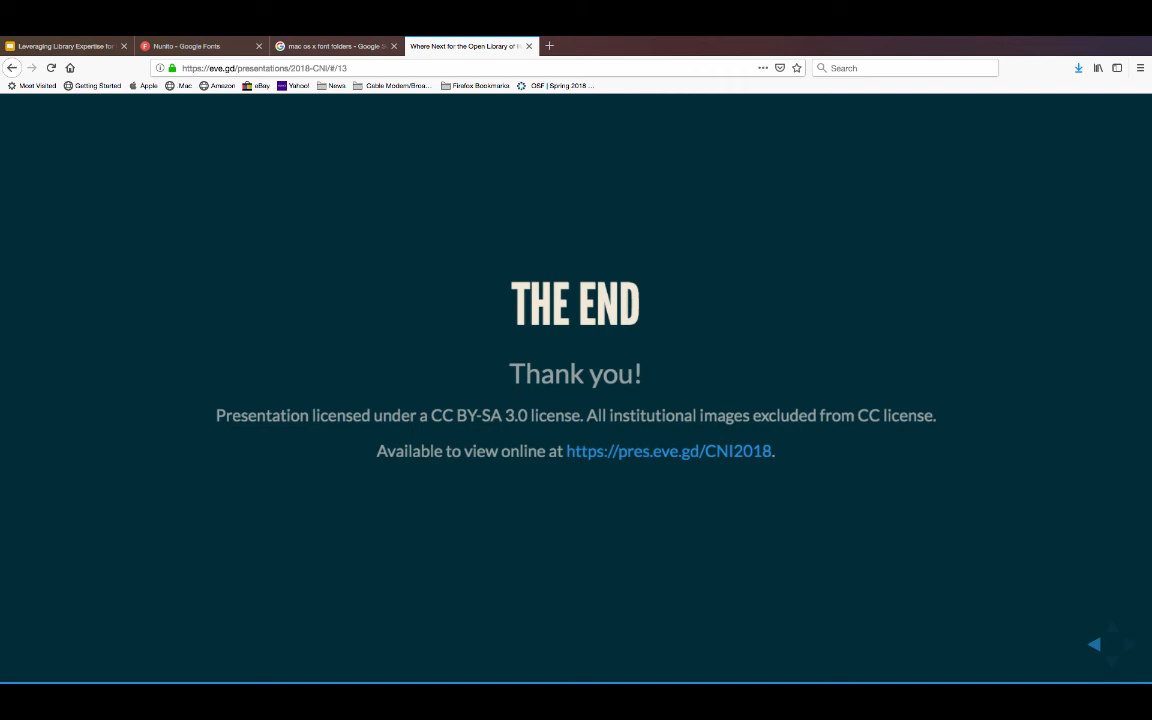 Leveraging Library Expertise for
Nunito - Google Fonts
mac os x font folders - Google S
Where Next for the Open Library of
https://eve.gd/presentations/2018-CNI/#/13
Search
Most Visited
Getting Started
Apple
.Mac
Amazon
eBay
Yahoo!
News
Cable Modem/Broa...
Firefox Bookmarks
OSF | Spring 2018 ...
THE END
Thank you!
Presentation licensed under a CC BY-SA 3.0 license. All institutional images excluded from CC license.
Available to view online at https://pres.eve.gd/CNI2018.